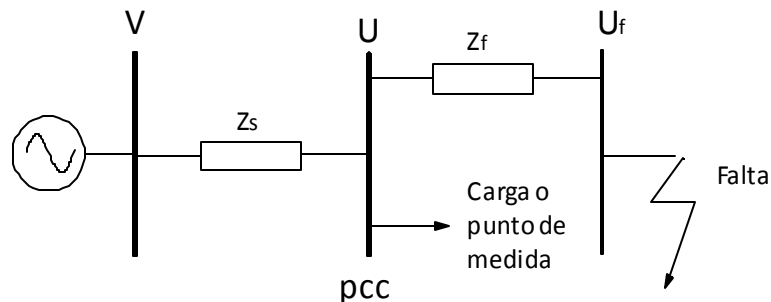 V
U
Uf
Zf
Zs
Carga o
punto de
medida
Falta
pcc